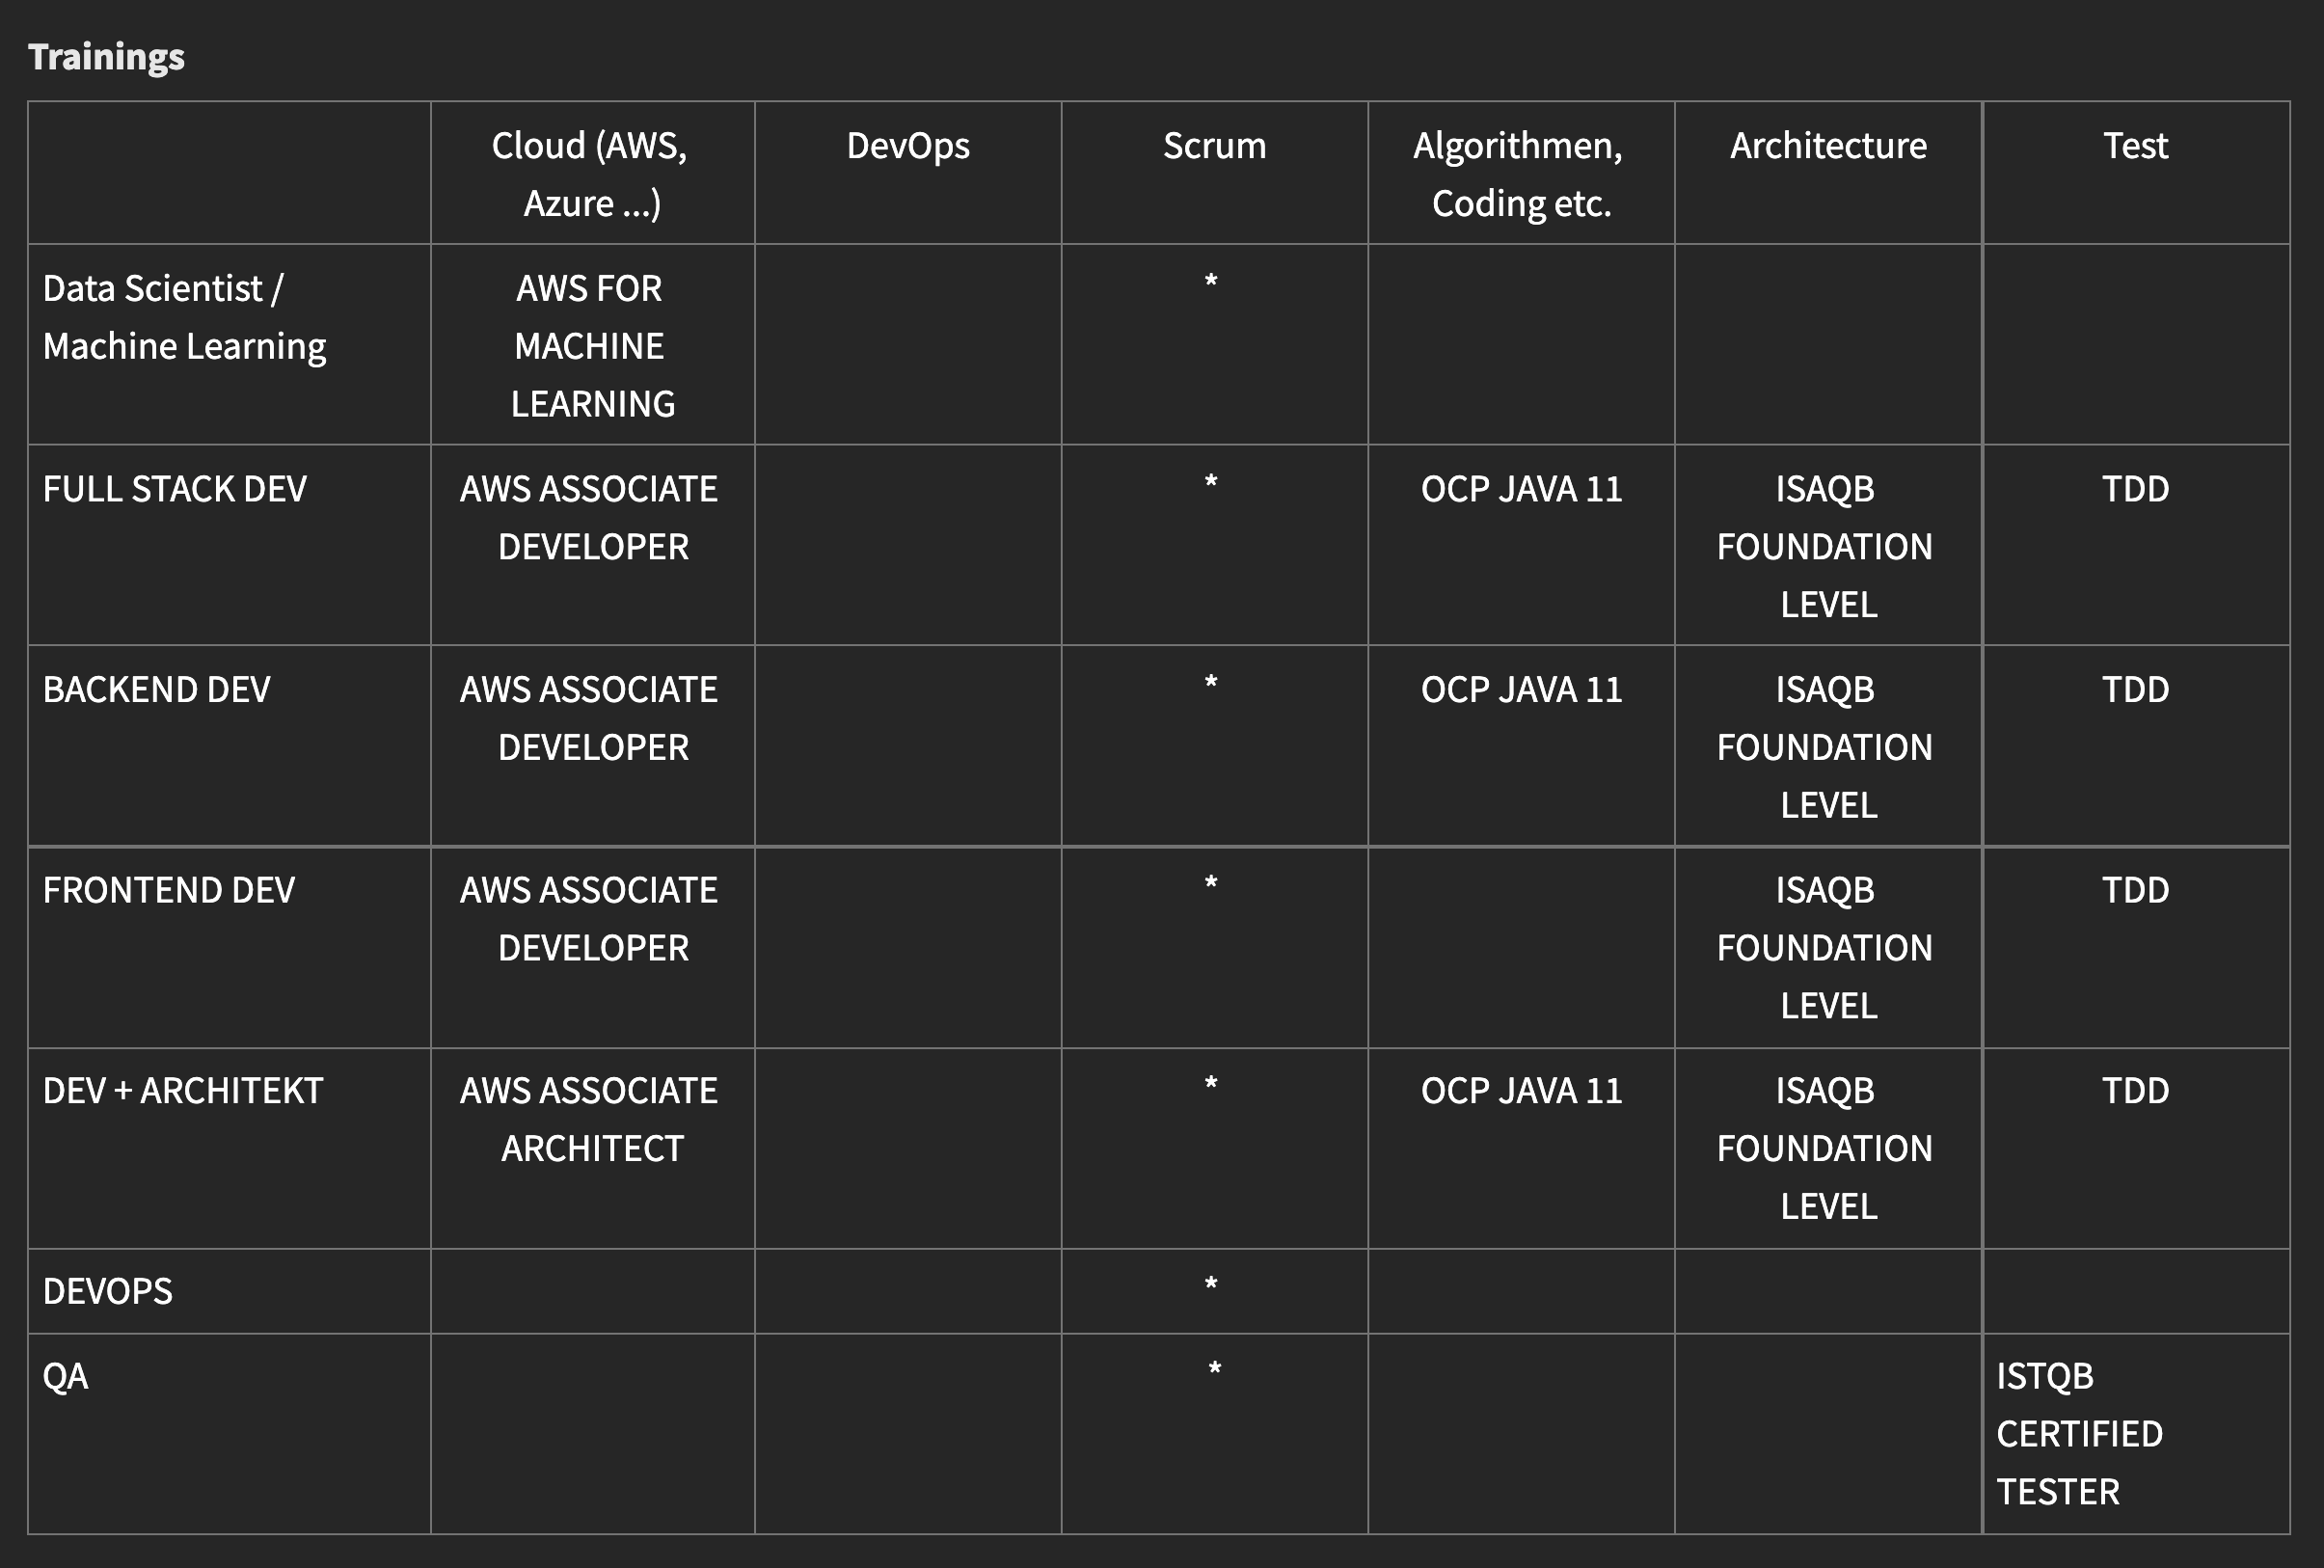 Trainings
Cloud (AWS,
Azure ...)
DevOps
Scrum
Algorithmen,
Coding etc.
Architecture
Test
Data Scientist /
Machine Learning
AWS FOR
MACHINE
LEARNING
*
FULL STACK DEV
AWS ASSOCIATE
DEVELOPER
*
OCP JAVA 11
ISAQB
FOUNDATION
LEVEL
TDD
BACKEND DEV
AWS ASSOCIATE
DEVELOPER
*
OCP JAVA 11
ISAQB
FOUNDATION
LEVEL
TDD
FRONTEND DEV
AWS ASSOCIATE
DEVELOPER
*
ISAQB
FOUNDATION
LEVEL
TDD
DEV + ARCHITEKT
AWS ASSOCIATE
ARCHITECT
*
OCP JAVA 11
ISAQB
FOUNDATION
LEVEL
TDD
DEVOPS
*
QA
*
ISTQB
CERTIFIED
TESTER